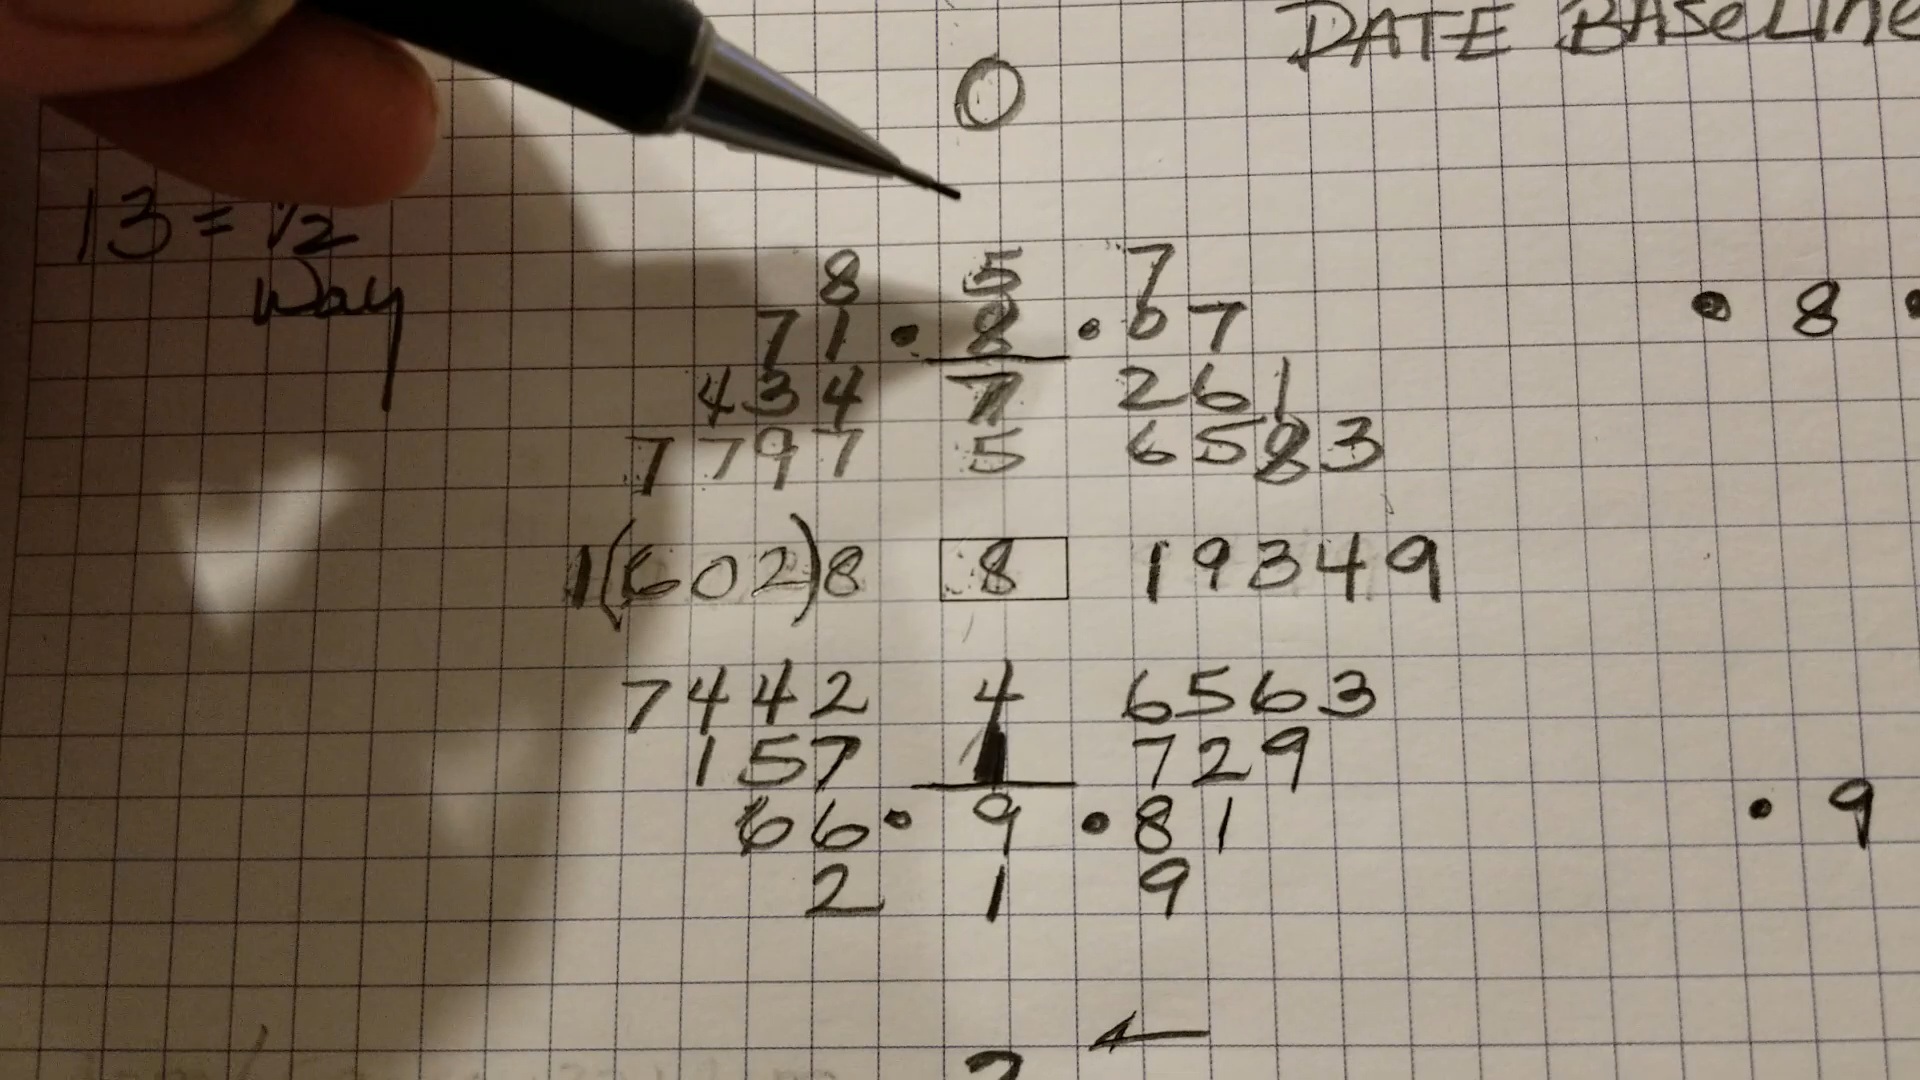 DATE BASELINE
0
13 = 1/2
Way
8 5 7
71 • 8 • 67
• 8 •
434 7 261
7797 5 6583
1(602)8 8 19349
7442 4 6563
157 1 729
66 • 9 • 81
• 9
2 1 9
←